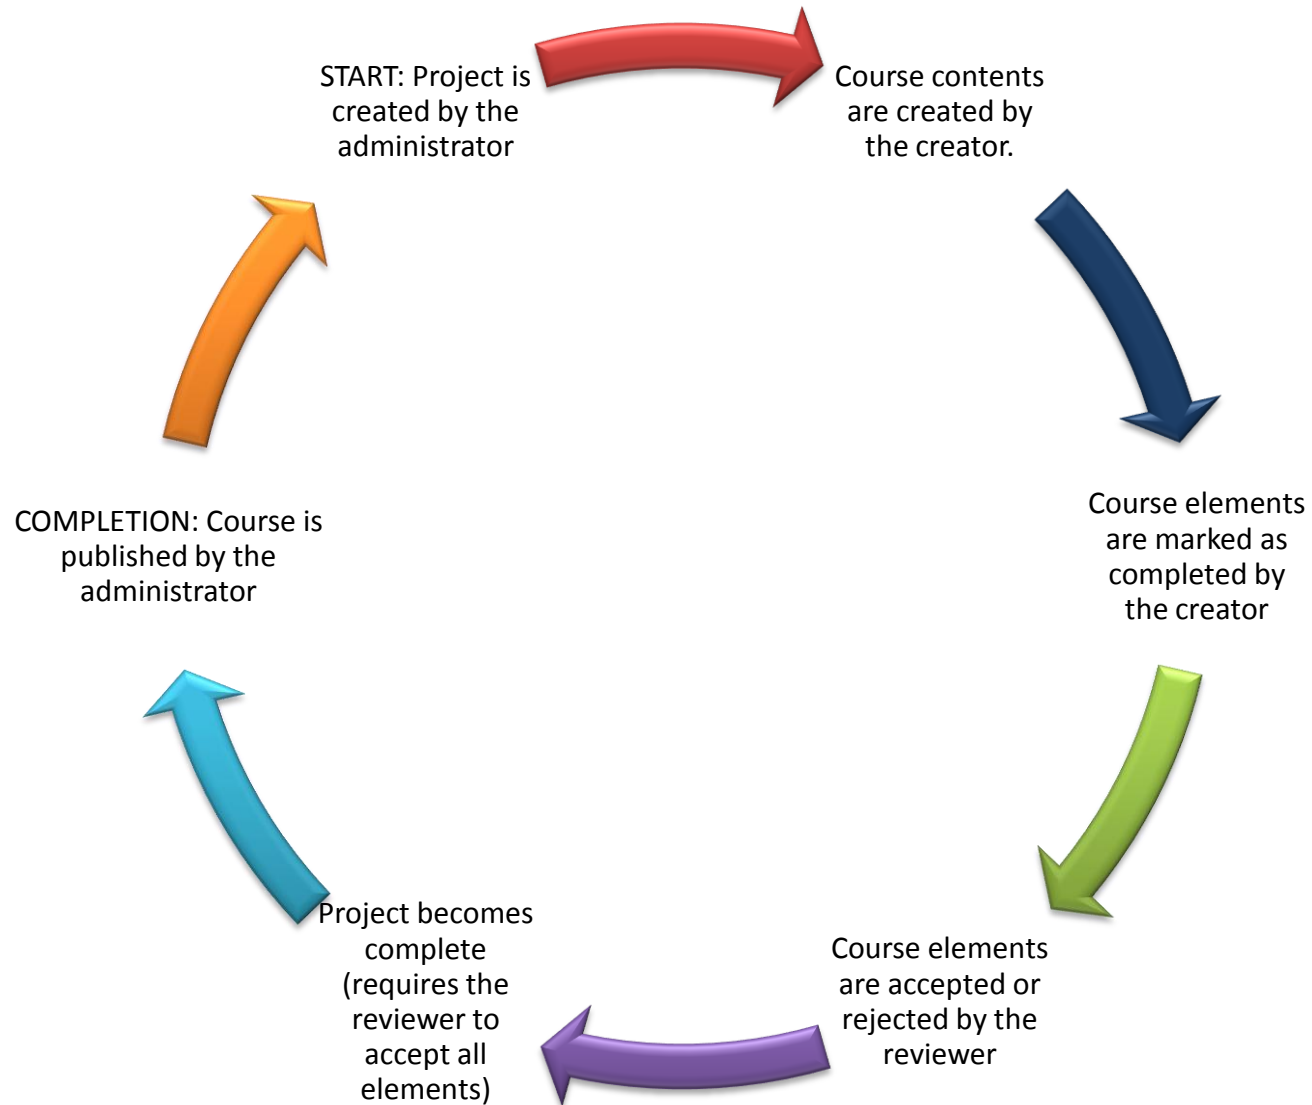 START: Project is
created by the
administrator
Course contents
are created by
the creator.
Course elements
are marked as
completed by
the creator
Course elements
are accepted or
rejected by the
reviewer
Project becomes
complete
(requires the
reviewer to
accept all
elements)
COMPLETION: Course is
published by the
administrator